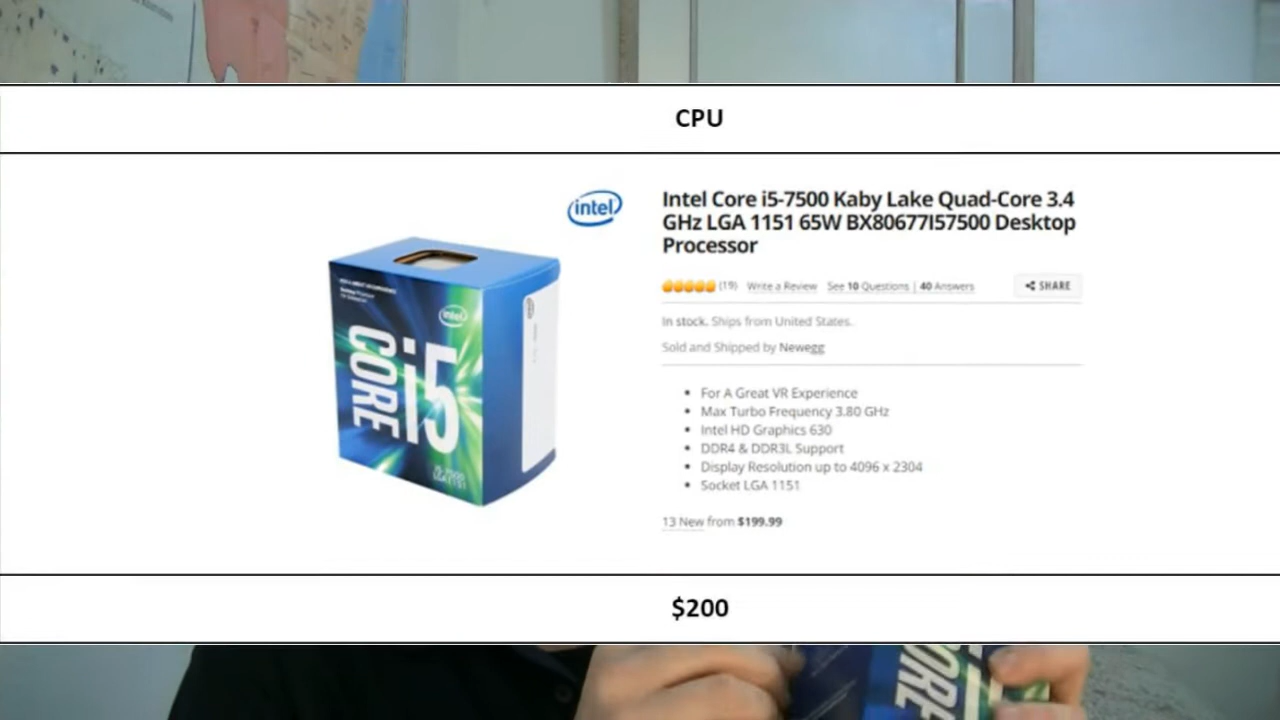 CPU
intel
Intel Core i5-7500 Kaby Lake Quad-Core 3.4
GHz LGA 1151 65W BX80677I57500 Desktop
Processor
(19) Write a Review See 10 Questions | 40 Answers
SHARE
In stock. Ships from United States.
Sold and Shipped by Newegg
intel
CORE i5
For A Great VR Experience
Max Turbo Frequency 3.80 GHz
Intel HD Graphics 630
DDR4 & DDR3L Support
Display Resolution up to 4096 x 2304
Socket LGA 1151
13 New from $199.99
$200